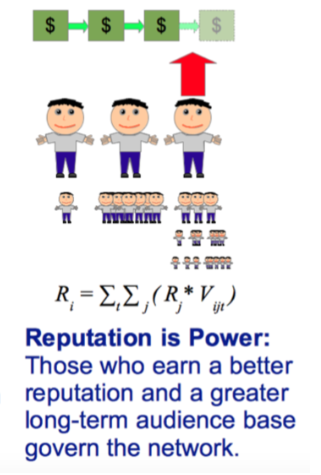 $ $ $ $
R_i = Σ_t Σ_j (R_j * V_ijt)
Reputation is Power:
Those who earn a better
reputation and a greater
long-term audience base
govern the network.